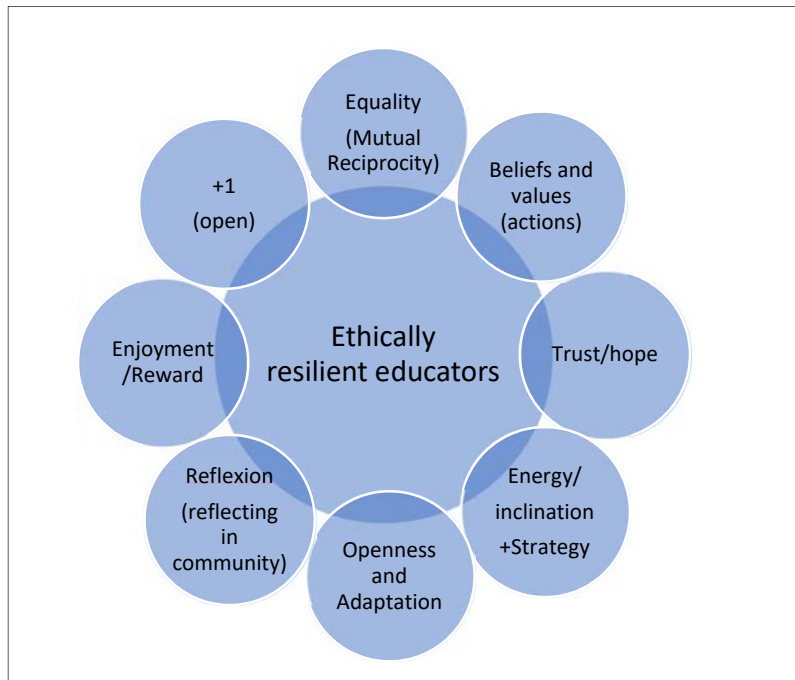 Equality
(Mutual
Reciprocity)
Beliefs and
values
(actions)
Trust/hope
Energy/
inclination
+Strategy
Openness
and
Adaptation
Reflexion
(reflecting
in
community)
Enjoyment
/Reward
+1
(open)
Ethically
resilient educators